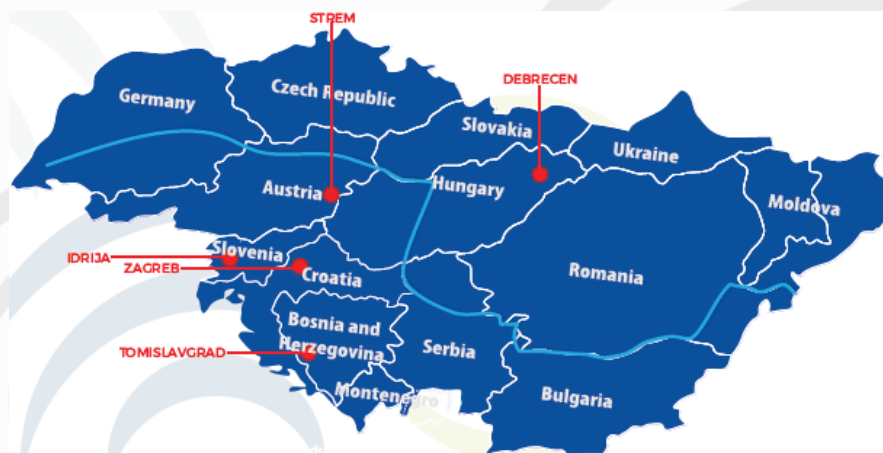 STREM
DEBRECEN
Czech Republic
Germany
Slovakia
Ukraine
Austria
Hungary
Moldova
Slovenia
IDRIJA
ZAGREB
Croatia
Romania
Bosnia and
Herzegovina
Serbia
TOMISLAVGRAD
Montenegro
Bulgaria